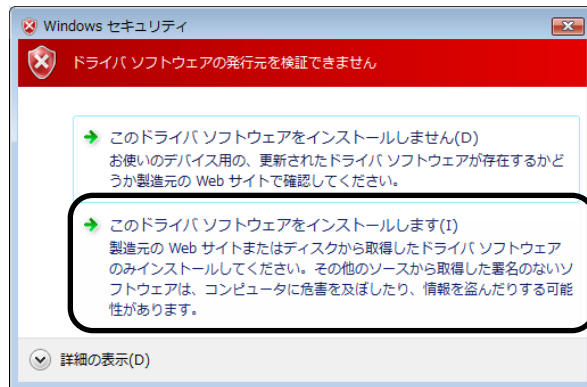 Windows セキュリティ
ドライバ ソフトウェアの発行元を検証できません
このドライバ ソフトウェアをインストールしません(D)
お使いのデバイス用の、更新されたドライバ ソフトウェアが存在するかど
うか製造元の Web サイトで確認してください。
このドライバ ソフトウェアをインストールします(I)
製造元の Web サイトまたはディスクから取得したドライバ ソフトウェア
のみインストールしてください。その他のソースから取得した署名のないソ
フトウェアは、コンピュータに危害を及ぼしたり、情報を盗んだりする可能
性があります。
詳細の表示(D)